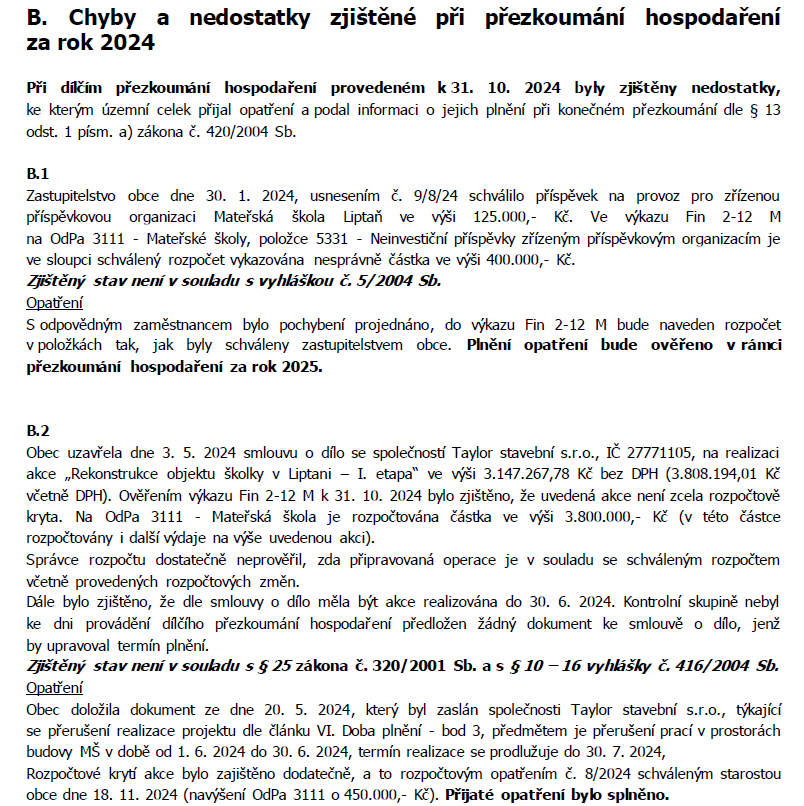 B. Chyby a nedostatky zjištěné při přezkoumání hospodaření
za rok 2024
Při dílčím přezkoumání hospodaření provedeném k 31. 10. 2024 byly zjištěny nedostatky,
ke kterým územní celek přijal opatření a podal informaci o jejich plnění při konečném přezkoumání dle § 13
odst. 1 písm. a) zákona č. 420/2004 Sb.
B.1
Zastupitelstvo obce dne 30. 1. 2024, usnesením č. 9/8/24 schválilo příspěvek na provoz pro zřízenou
příspěvkovou organizaci Mateřská škola Liptaň ve výši 125.000,- Kč. Ve výkazu Fin 2-12 M
na OdPa 3111 - Mateřské školy, položce 5331 - Neinvestiční příspěvky zřízeným příspěvkovým organizacím je
ve sloupci schválený rozpočet vykazována nesprávně částka ve výši 400.000,- Kč.
Zjištěný stav není v souladu s vyhláškou č. 5/2004 Sb.
Opatření
S odpovědným zaměstnancem bylo pochybení projednáno, do výkazu Fin 2-12 M bude naveden rozpočet
v položkách tak, jak byly schváleny zastupitelstvem obce. Plnění opatření bude ověřeno v rámci
přezkoumání hospodaření za rok 2025.
B.2
Obec uzavřela dne 3. 5. 2024 smlouvu o dílo se společností Taylor stavební s.r.o., IČ 27771105, na realizaci
akce „Rekonstrukce objektu školky v Liptani – I. etapa“ ve výši 3.147.267,78 Kč bez DPH (3.808.194,01 Kč
včetně DPH). Ověřením výkazu Fin 2-12 M k 31. 10. 2024 bylo zjištěno, že uvedená akce není zcela rozpočtově
kryta. Na OdPa 3111 - Mateřská škola je rozpočtována částka ve výši 3.800.000,- Kč (v této částce
rozpočtovány i další výdaje na výše uvedenou akci).
Správce rozpočtu dostatečně neprověřil, zda připravovaná operace je v souladu se schváleným rozpočtem
včetně provedených rozpočtových změn.
Dále bylo zjištěno, že dle smlouvy o dílo měla být akce realizována do 30. 6. 2024. Kontrolní skupině nebyl
ke dni provádění dílčího přezkoumání hospodaření předložen žádný dokument ke smlouvě o dílo, jenž
by upravoval termín plnění.
Zjištěný stav není v souladu s § 25 zákona č. 320/2001 Sb. a s § 10 – 16 vyhlášky č. 416/2004 Sb.
Opatření
Obec doložila dokument ze dne 20. 5. 2024, který byl zaslán společnosti Taylor stavební s.r.o., týkající
se přerušení realizace projektu dle článku VI. Doba plnění - bod 3, předmětem je přerušení prací v prostorách
budovy MŠ v době od 1. 6. 2024 do 30. 6. 2024, termín realizace se prodlužuje do 30. 7. 2024,
Rozpočtové krytí akce bylo zajištěno dodatečně, a to rozpočtovým opatřením č. 8/2024 schváleným starostou
obce dne 18. 11. 2024 (navýšení OdPa 3111 o 450.000,- Kč). Přijaté opatření bylo splněno.